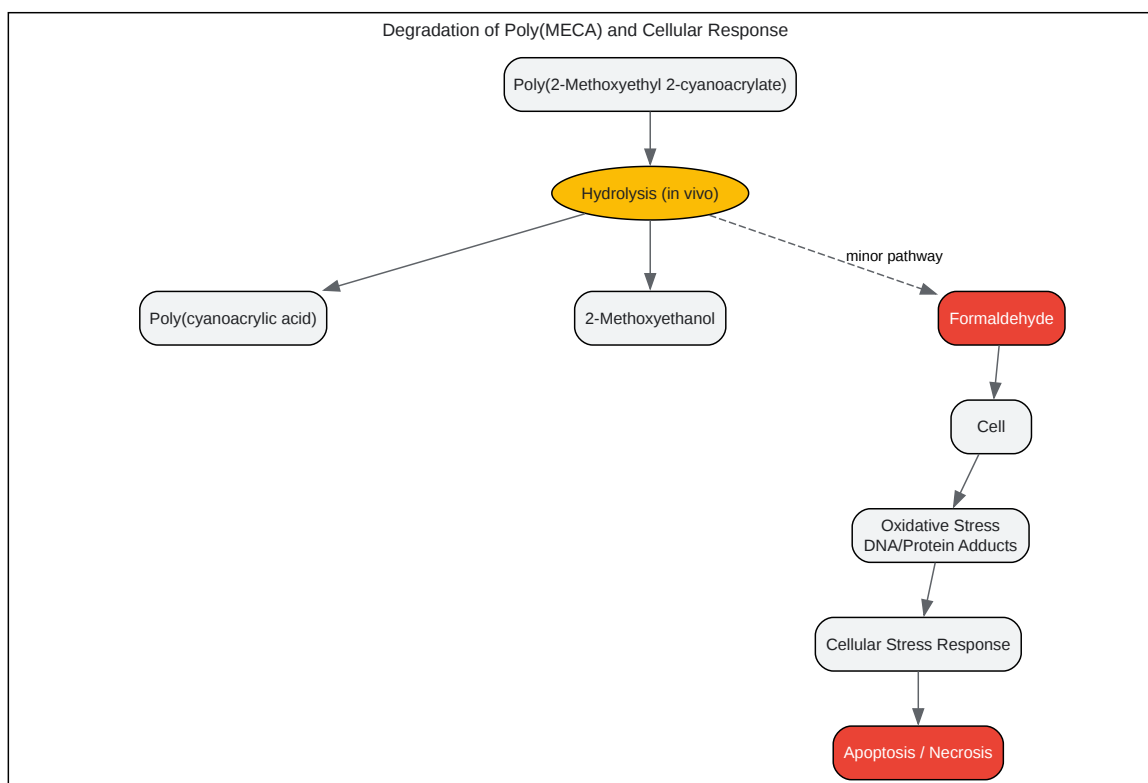 Degradation of Poly(MECA) and Cellular Response
Poly(2-Methoxyethyl 2-cyanoacrylate)
Hydrolysis (in vivo)
minor pathway
Poly(cyanoacrylic acid)
2-Methoxyethanol
Formaldehyde
Cell
Oxidative Stress
DNA/Protein Adducts
Cellular Stress Response
Apoptosis / Necrosis